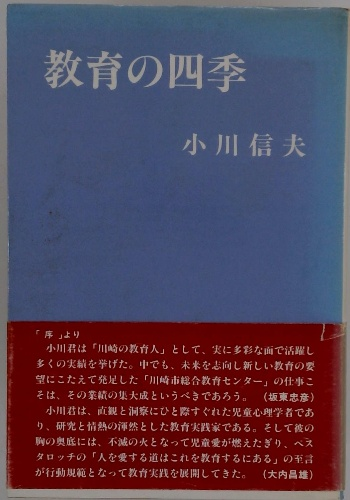 教育の四季
小川信夫
「序」より
小川君は「川崎の教育人」として、実に多彩な面で活躍し
多くの実績を挙げた。中でも、未来を志向し新しい教育の要
望にこたえて発足した「川崎市総合教育センター」の仕事こ
そは、その業績の集大成というべきであろう。(坂東忠彦)
小川君は、直観と洞察にひと際すぐれた児童心理学者であ
り、研究と情熱の渾然とした教育実践家である。そして彼の
胸の奥底には、不滅の火となって児童愛が燃えたぎり、ペス
タロッチの「人を愛する道はこれを教育するにある」の至言
が行動規範となって教育実践を展開してきた。(大内昌雄)